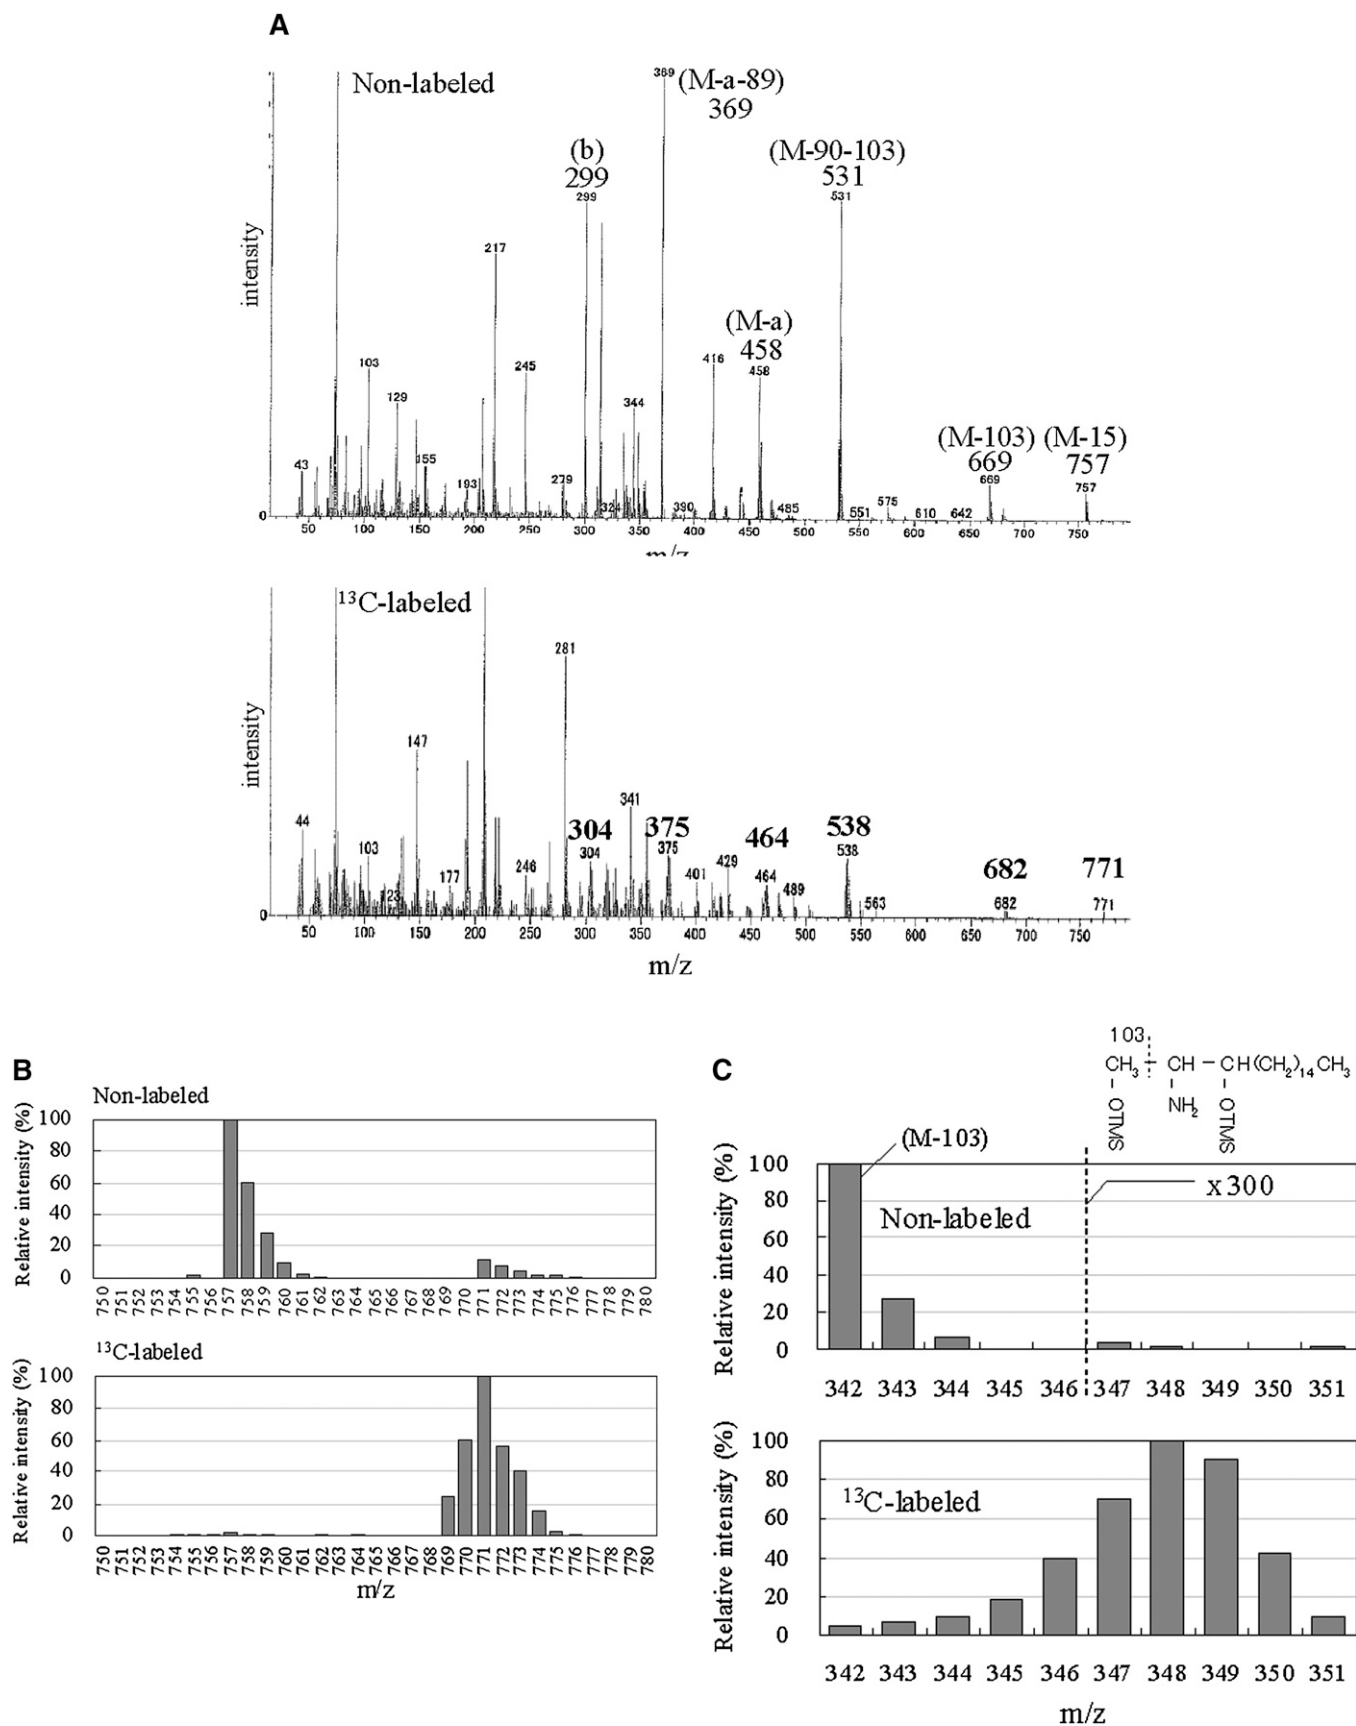 A
Non-labeled
369
(M-a-89)
369
(b)
299
299
(M-90-103)
531
531
217
(M-a)
458
416
458
103
245
129
344
(M-103)
669
669
(M-15)
757
757
43
155
193
279
324
390
485
551
575
610
642
intensity
0
50 100 150 200 250 300 350 400 450 500 550 600 650 700 750
m/z
¹³C-labeled
281
147
341
44
103
23
177
246
304
304
375
375
401
429
464
464
489
538
538
563
682
682
771
771
intensity
0
50 100 150 200 250 300 350 400 450 500 550 600 650 700 750
m/z
B
Non-labeled
Relative intensity (%)
100
80
60
40
20
0
750 751 752 753 754 755 756 757 758 759 760 761 762 763 764 765 766 767 768 769 770 771 772 773 774 775 776 777 778 779 780
¹³C-labeled
Relative intensity (%)
100
80
60
40
20
0
750 751 752 753 754 755 756 757 758 759 760 761 762 763 764 765 766 767 768 769 770 771 772 773 774 775 776 777 778 779 780
m/z
C
103
CH₃ - CH - CH(CH₂)₁₄CH₃
OTMS NH₂ OTMS
(M-103)
x300
Non-labeled
Relative intensity (%)
100
80
60
40
20
0
342 343 344 345 346 347 348 349 350 351
¹³C-labeled
Relative intensity (%)
100
80
60
40
20
0
342 343 344 345 346 347 348 349 350 351
m/z